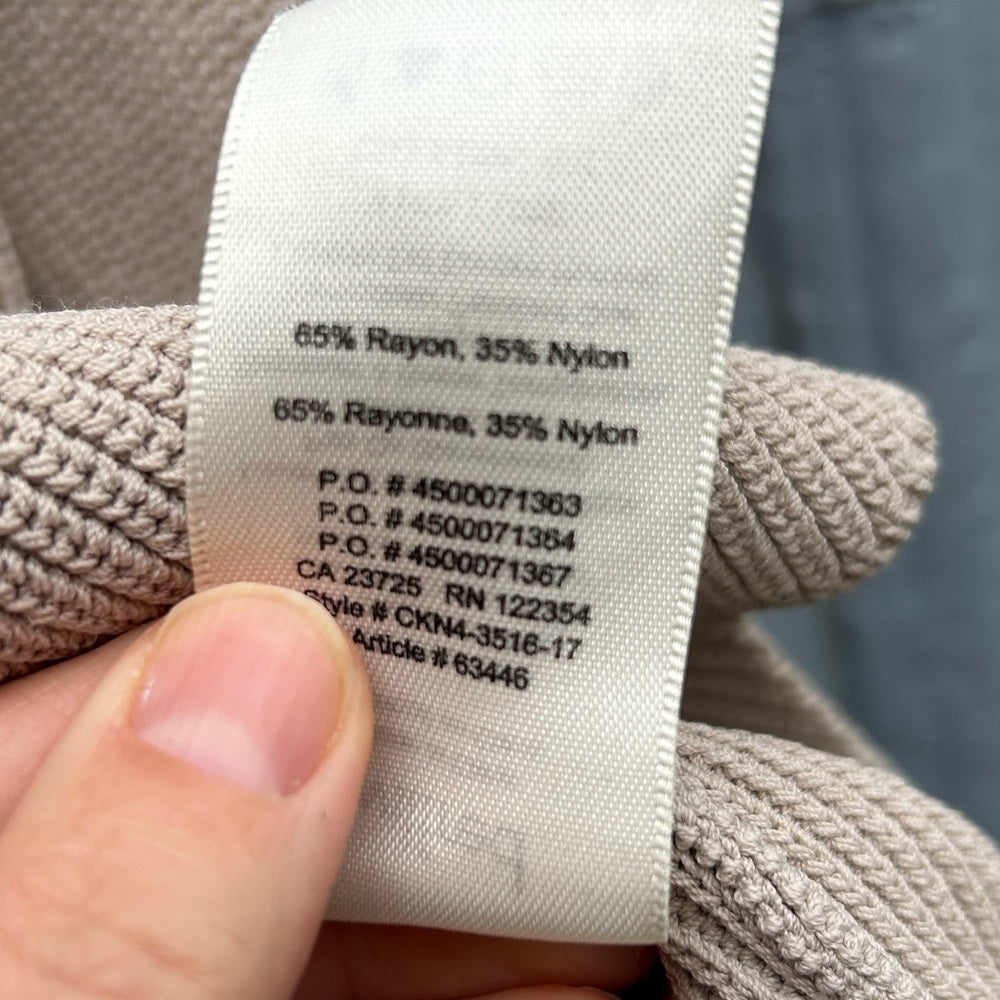 65% Rayon, 35% Nylon
65% Rayonne, 35% Nylon
P.O. # 4500071363
P.O. # 4500071364
P.O. # 4500071367
CA 23725 RN 122354
Style # CKN4-3516-17
Article # 63446